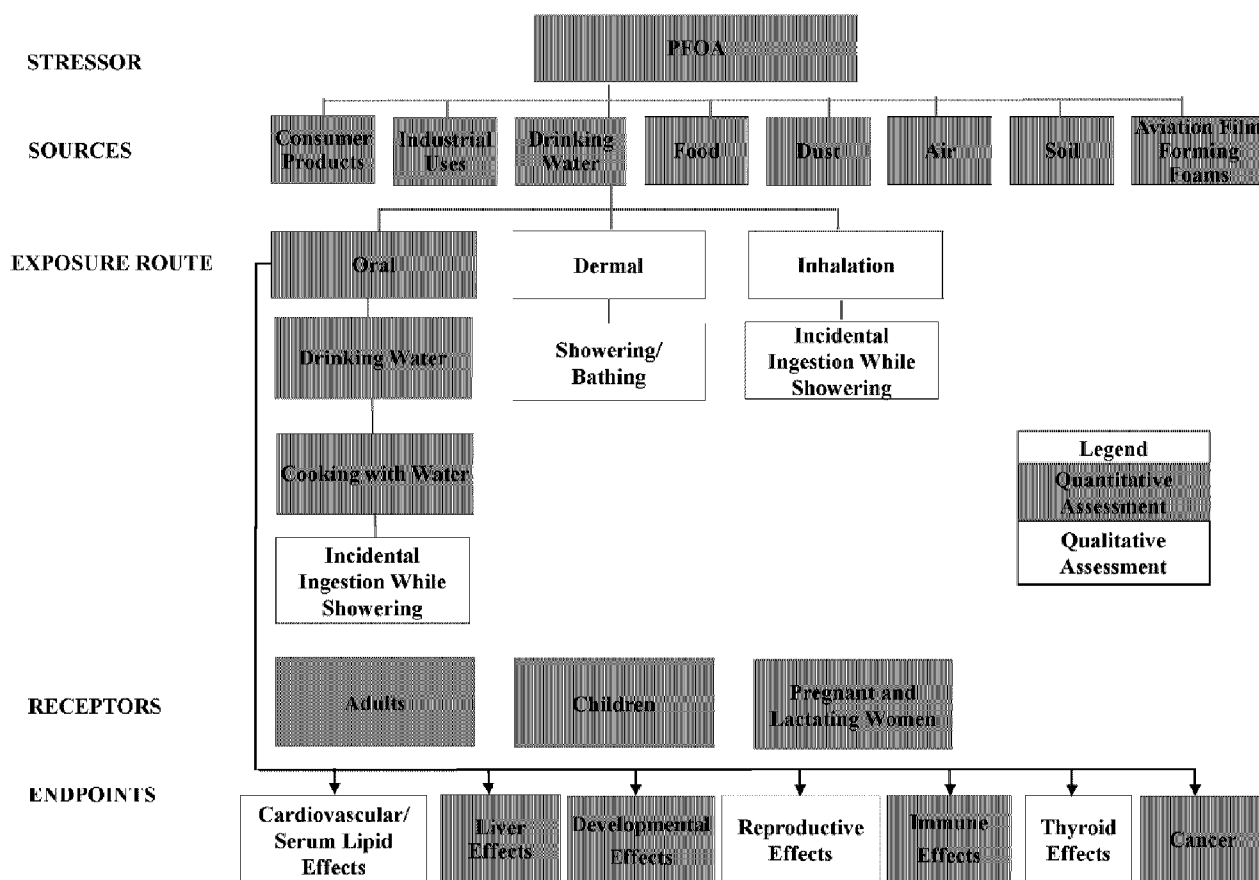 PFOA
STRESSOR
SOURCES
Consumer
Products
Industrial
Uses
Drinking
Water
Food
Dust
Air
Soil
Aviation Film
Forming
Foams
EXPOSURE ROUTE
Oral
Dermal
Inhalation
Drinking Water
Showering/
Bathing
Incidental
Ingestion While
Showering
Cooking with Water
Incidental
Ingestion While
Showering
Legend
Quantitative
Assessment
Qualitative
Assessment
RECEPTORS
Adults
Children
Pregnant and
Lactating Women
ENDPOINTS
Cardiovascular/
Serum Lipid
Effects
Liver
Effects
Developmental
Effects
Reproductive
Effects
Immune
Effects
Thyroid
Effects
Cancer